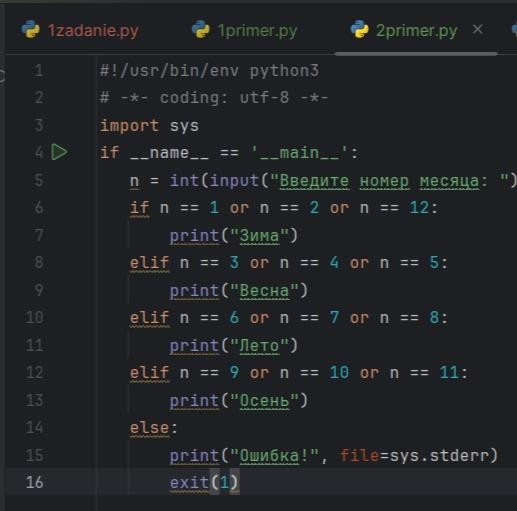 1zadanie.py 1primer.py 2primer.py ×
1 #!/usr/bin/env python3
2 # -*- coding: utf-8 -*-
3 import sys
4 if __name__ == '__main__':
5 n = int(input("Введите номер месяца: ")
6 if n == 1 or n == 2 or n == 12:
7 print("Зима")
8 elif n == 3 or n == 4 or n == 5:
9 print("Весна")
10 elif n == 6 or n == 7 or n == 8:
11 print("Лето")
12 elif n == 9 or n == 10 or n == 11:
13 print("Осень")
14 else:
15 print("Ошибка!", file=sys.stderr)
16 exit(1)